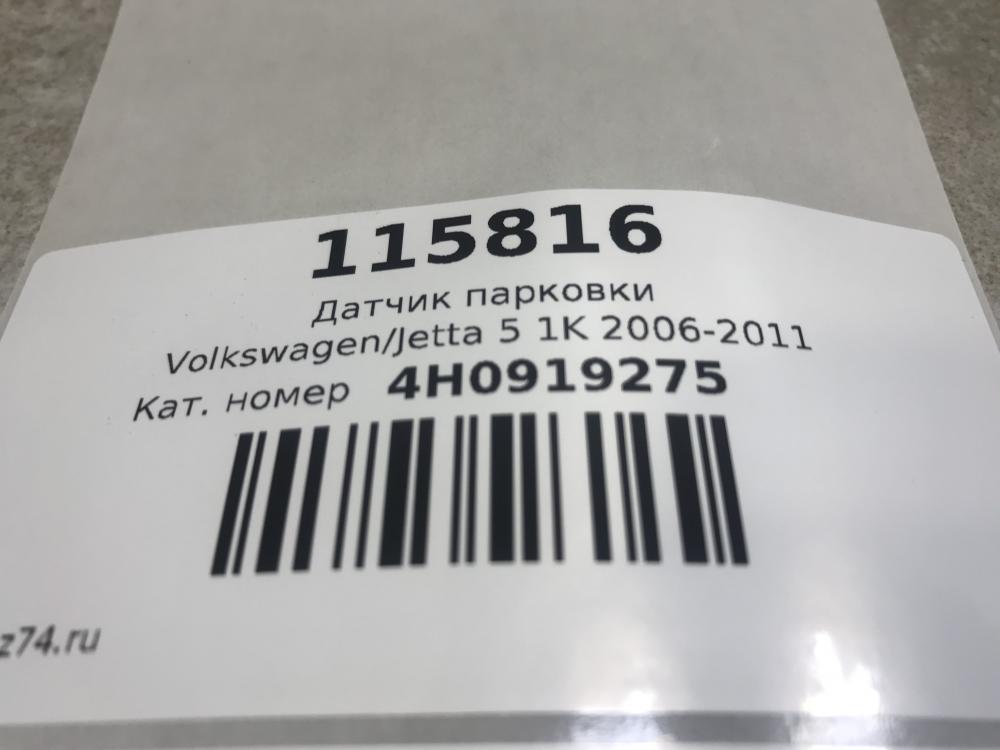 115816
Датчик парковки
Volkswagen/Jetta 5 1K 2006-2011
Кат. номер 4H0919275
z74.ru